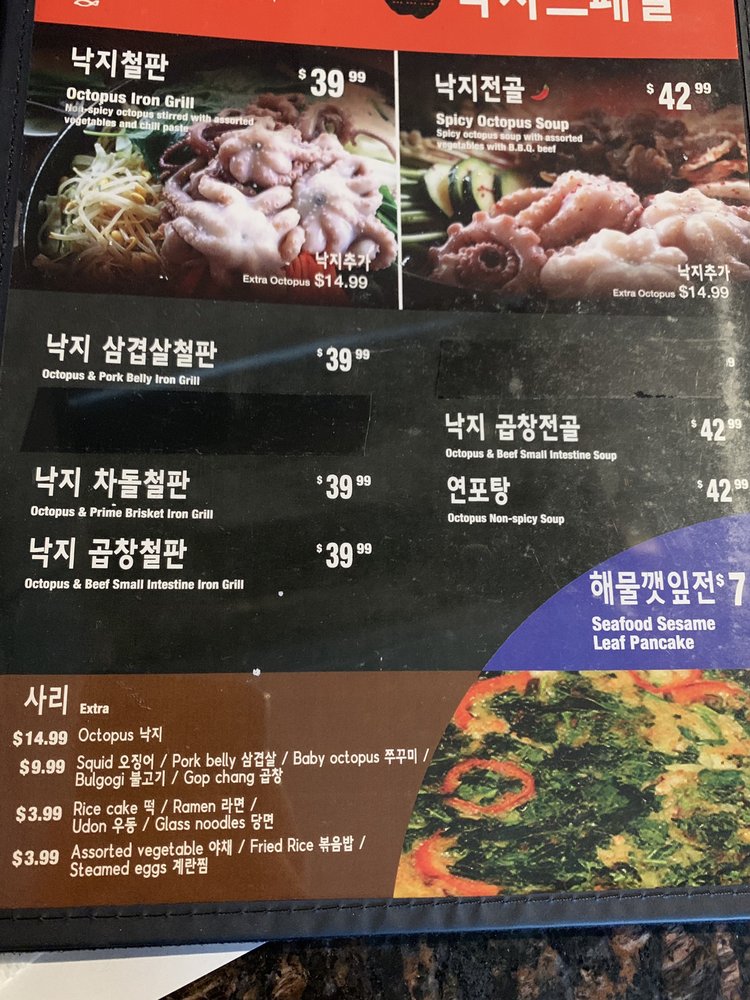 낙지철판
$39.99
Octopus Iron Grill
Non-spicy octopus stirred with assorted
vegetables and chili paste
낙지추가
Extra Octopus $14.99
낙지전골
$42.99
Spicy Octopus Soup
Spicy octopus soup with assorted
vegetables with B.B.Q. beef
낙지추가
Extra Octopus $14.99
낙지 삼겹살철판 $39.99
Octopus & Pork Belly Iron Grill
낙지 차돌철판 $39.99
Octopus & Prime Brisket Iron Grill
낙지 곱창철판 $39.99
Octopus & Beef Small Intestine Iron Grill
9
낙지 곱창전골 $42.99
Octopus & Beef Small Intestine Soup
연포탕 $42.99
Octopus Non-spicy Soup
해물깻잎전 $7
Seafood Sesame
Leaf Pancake
사리 Extra
$14.99 Octopus 낙지
$9.99 Squid 오징어 / Pork belly 삼겹살 / Baby octopus 쭈꾸미 /
Bulgogi 불고기 / Gop chang 곱창
$3.99 Rice cake 떡 / Ramen 라면 /
Udon 우동 / Glass noodles 당면
$3.99 Assorted vegetable 야채 / Fried Rice 볶음밥 /
Steamed eggs 계란찜